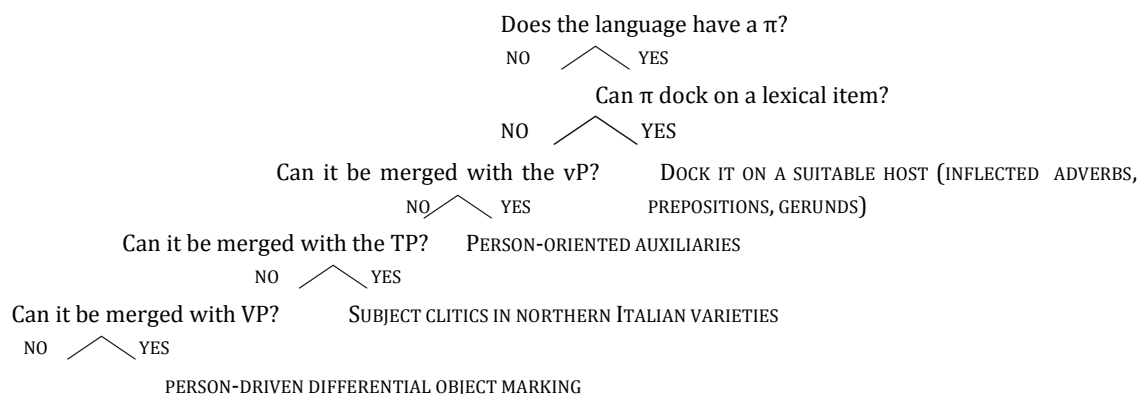 Does the language have a π?
NO YES
Can π dock on a lexical item?
NO YES
Can it be merged with the vP? DOCK IT ON A SUITABLE HOST (INFLECTED ADVERBS,
NO YES PREPOSITIONS, GERUNDS)
Can it be merged with the TP? PERSON-ORIENTED AUXILIARIES
NO YES
Can it be merged with VP? SUBJECT CLITICS IN NORTHERN ITALIAN VARIETIES
NO YES
PERSON-DRIVEN DIFFERENTIAL OBJECT MARKING